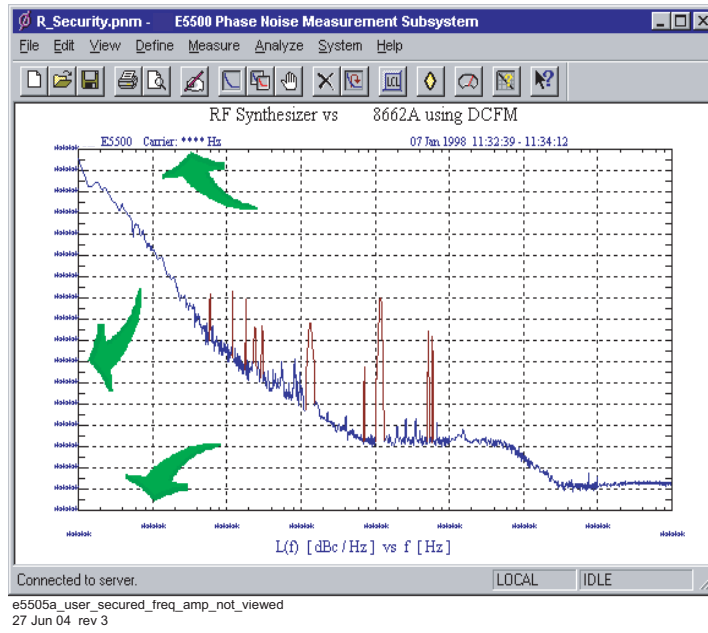 R_Security.pnm - E5500 Phase Noise Measurement Subsystem
File Edit View Define Measure Analyze System Help
RF Synthesizer vs 8662A using DCFM
E5500 Carrier: **** Hz 07 Jan 1998 11:32:39 - 11:34:12
L(f) [dBc / Hz] vs f [Hz]
Connected to server. LOCAL IDLE
e5505a_user_secured_freq_amp_not_viewed
27 Jun 04 rev 3